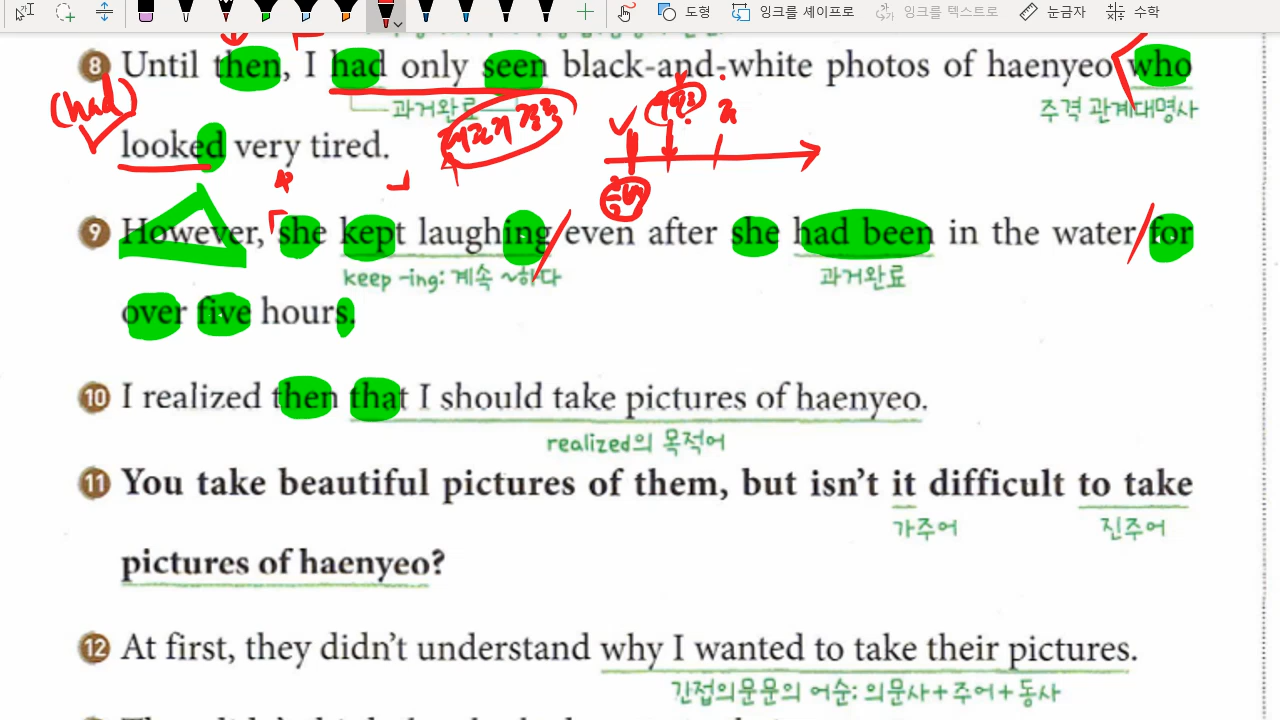 도형 잉크를 셰이프로 잉크를 텍스트로 눈금자 수학
8 Until then, I had only seen black-and-white photos of haenyeo who
과거완료 주격 관계대명사
(had)
looked very tired.
9 However, she kept laughing even after she had been in the water for
keep -ing: 계속 ~하다 과거완료
over five hours.
10 I realized then that I should take pictures of haenyeo.
realized의 목적어
11 You take beautiful pictures of them, but isn't it difficult to take
가주어 진주어
pictures of haenyeo?
12 At first, they didn't understand why I wanted to take their pictures.
간접의문문의 어순: 의문사+주어+동사